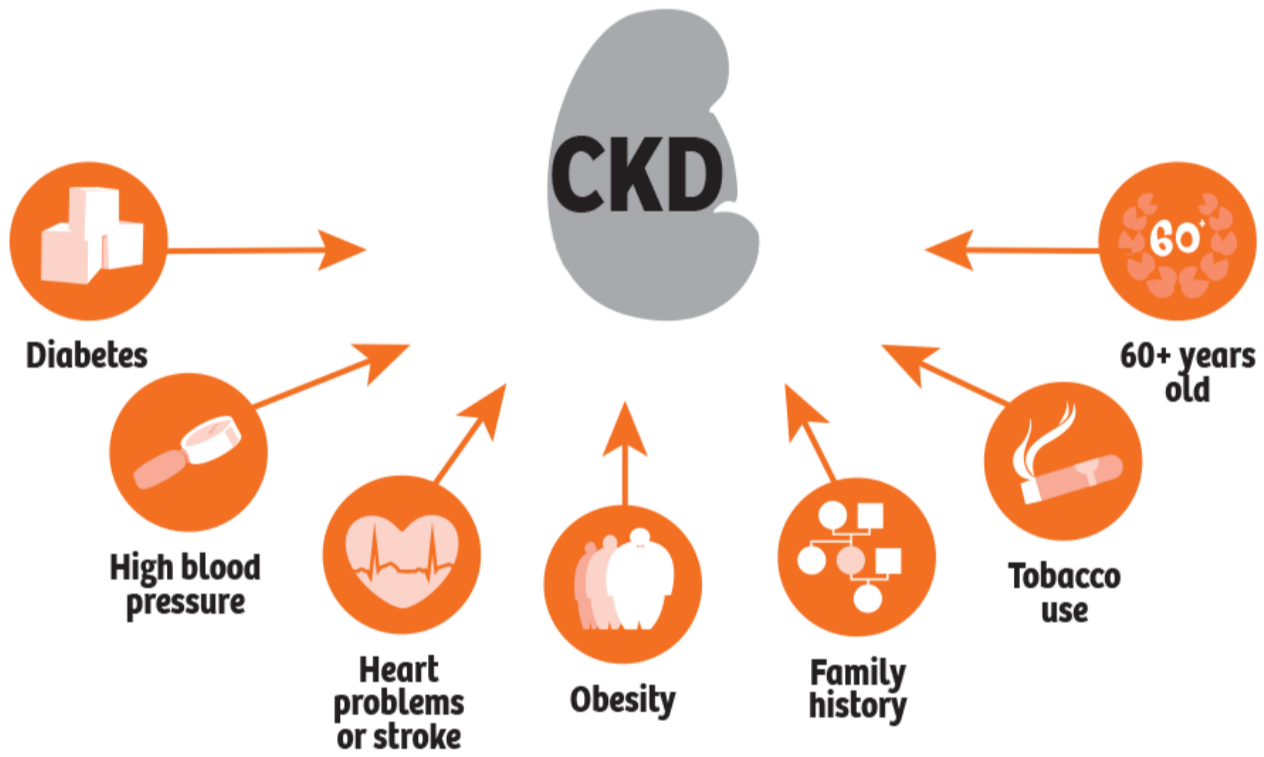 CKD
60+
Diabetes
60+ years
old
High blood
pressure
Tobacco
use
Heart
problems
or stroke
Obesity
Family
history